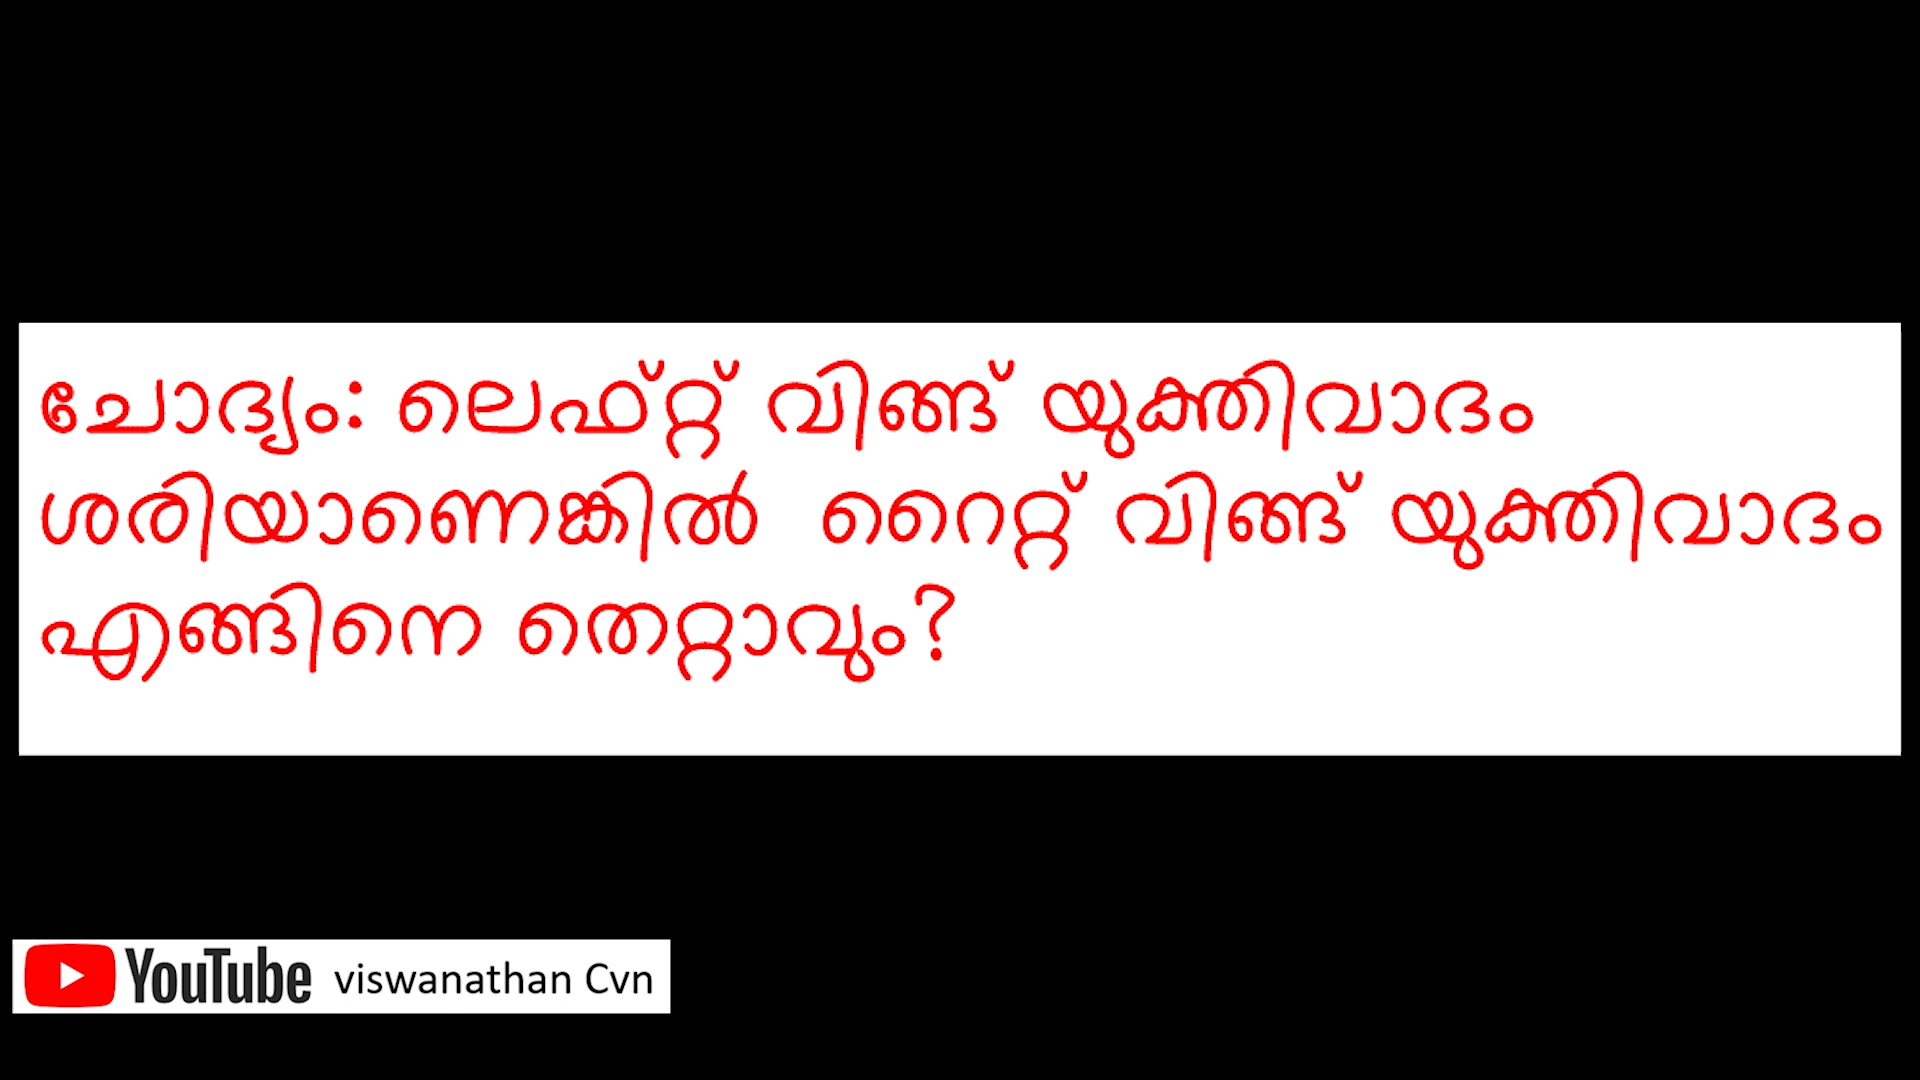 ചോദ്യം: ലെഫ്റ്റ് വിങ്ങ് യുക്തിവാദം
ശരിയാണെങ്കിൽ റൈറ്റ് വിങ്ങ് യുക്തിവാദം
എങ്ങിനെ തെറ്റാവും?
YouTube viswanathan Cvn